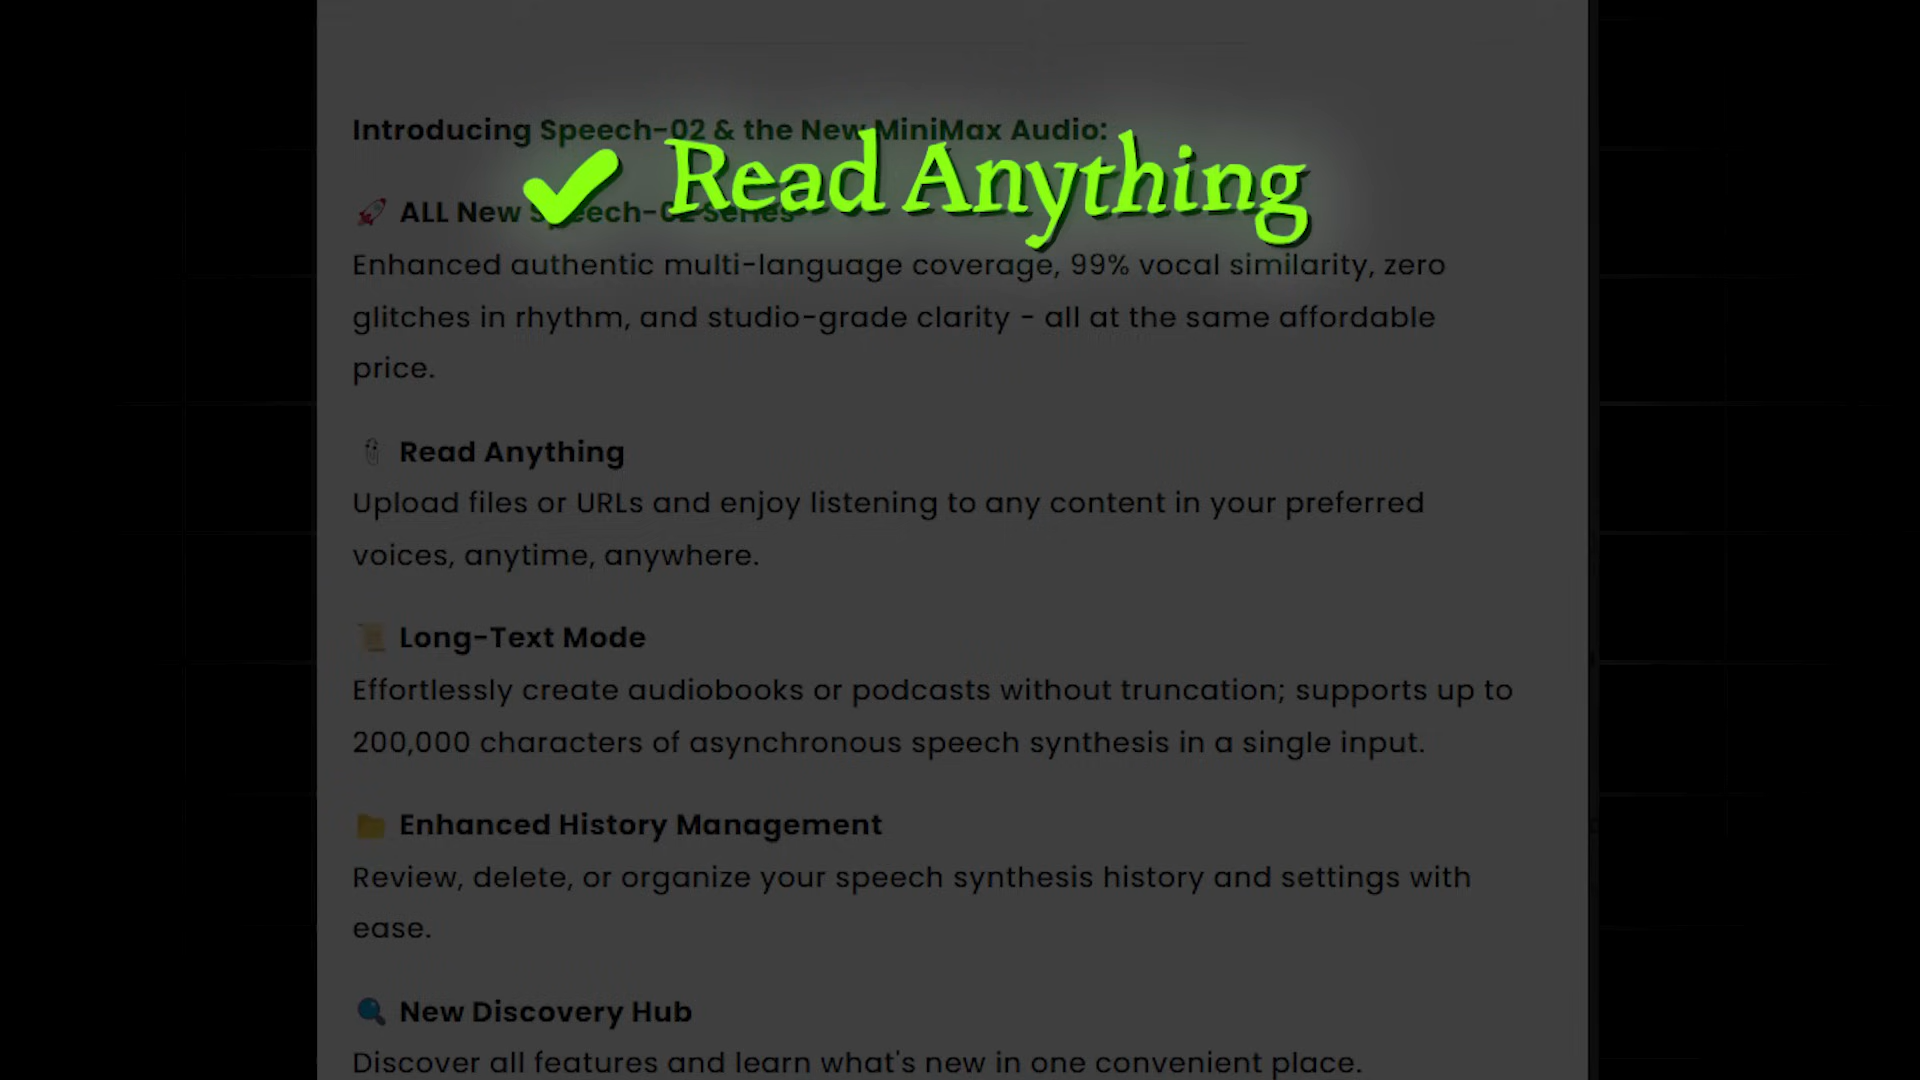 Introducing Speech-02 & the New MiniMax Audio:
✔ Read Anything
🚀 ALL New Speech-02 Series
Enhanced authentic multi-language coverage, 99% vocal similarity, zero
glitches in rhythm, and studio-grade clarity - all at the same affordable
price.
Read Anything
Upload files or URLs and enjoy listening to any content in your preferred
voices, anytime, anywhere.
📜 Long-Text Mode
Effortlessly create audiobooks or podcasts without truncation; supports up to
200,000 characters of asynchronous speech synthesis in a single input.
📁 Enhanced History Management
Review, delete, or organize your speech synthesis history and settings with
ease.
🔍 New Discovery Hub
Discover all features and learn what's new in one convenient place.